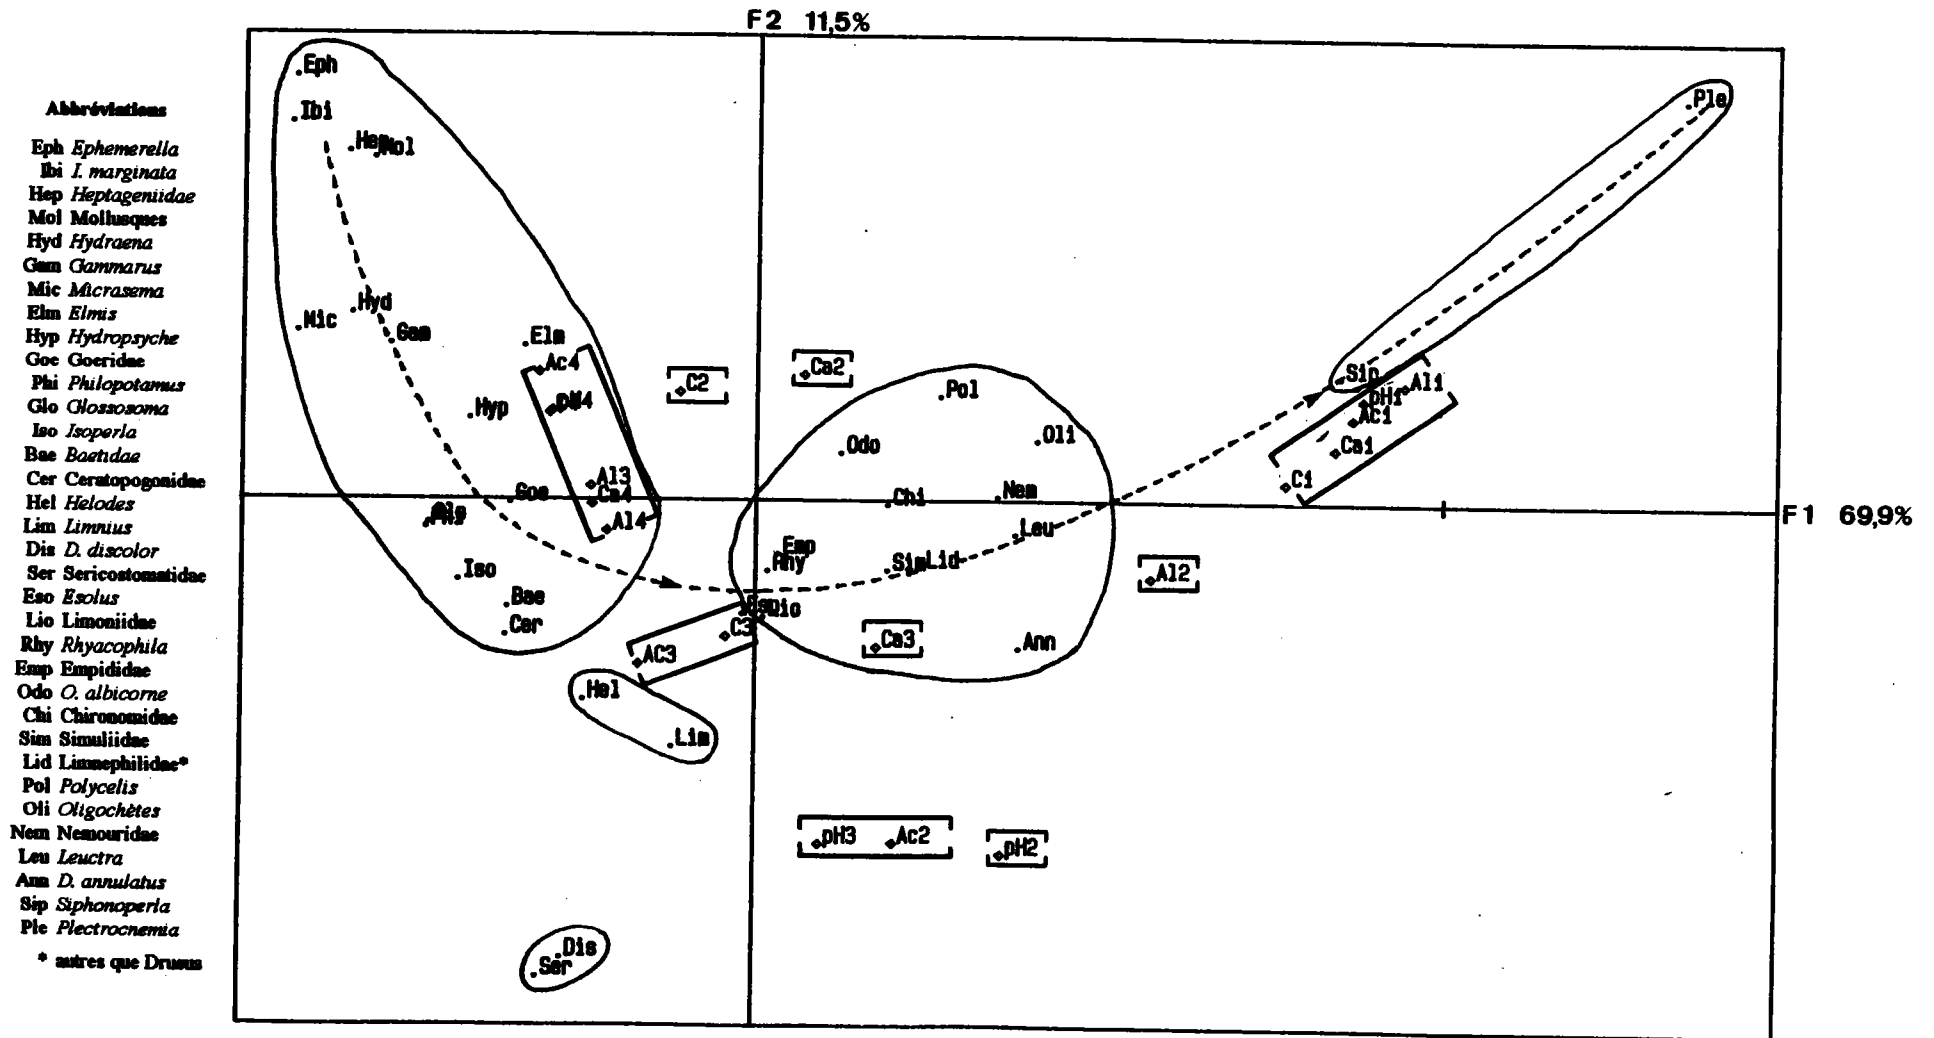 F2 11,5%
Abbréviations
Eph Ephemerella
Ibi I. marginata
Hep Heptageniidae
Mol Mollusques
Hyd Hydraena
Gam Gammarus
Mic Micrasema
Elm Elmis
Hyp Hydropsyche
Goe Goeridae
Phi Philopotamus
Glo Glossosoma
Iso Isoperla
Bae Baetidae
Cer Ceratopogonidae
Hel Helodes
Lim Limnius
Dis D. discolor
Ser Sericostomatidae
Eso Esolus
Lio Limoniidae
Rhy Rhyacophila
Emp Empididae
Odo O. albicorne
Chi Chironomidae
Sim Simuliidae
Lid Limnephilidae*
Pol Polycelis
Oli Oligochètes
Nem Nemouridae
Leu Leuctra
Ann D. annulatus
Sip Siphonoperla
Ple Plectrocnemia
* autres que Drusus
Eph
Ibi
Hep
Mol
Ple
Mic
Hyd
Gam
Elm
Ac4
C2
Ca2
Sip
Al1
pH1
Ac1
Ca1
C1
Hyp
pH4
Pol
Odo
Oli
Al3
Ca4
Al4
Goe
Chi
Nem
Leu
F1 69,9%
Iso
Bae
Cer
Emp
Rhy
Sim
Lid
Al2
C3
AC3
Ca3
Ann
Hel
Lim
pH3
Ac2
pH2
Dis
Ser